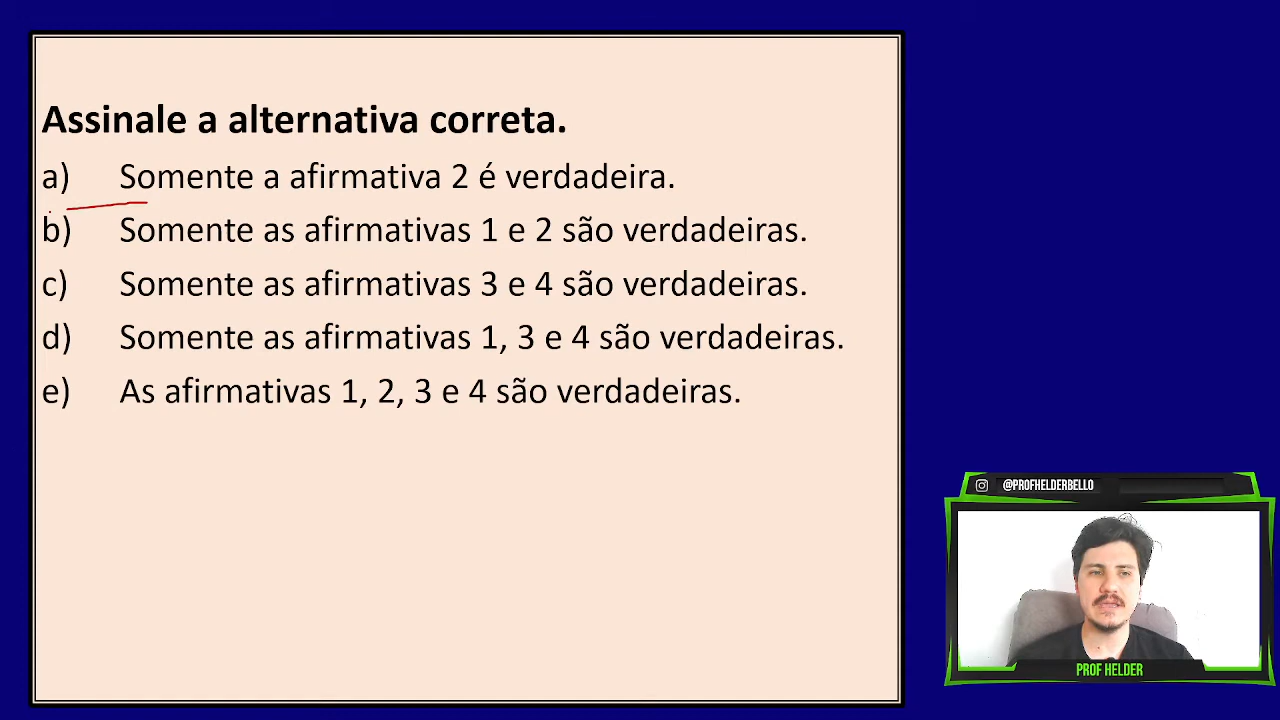 Assinale a alternativa correta.
a) Somente a afirmativa 2 é verdadeira.
b) Somente as afirmativas 1 e 2 são verdadeiras.
c) Somente as afirmativas 3 e 4 são verdadeiras.
d) Somente as afirmativas 1, 3 e 4 são verdadeiras.
e) As afirmativas 1, 2, 3 e 4 são verdadeiras.
@PROFHELDERBELLO
PROF HELDER